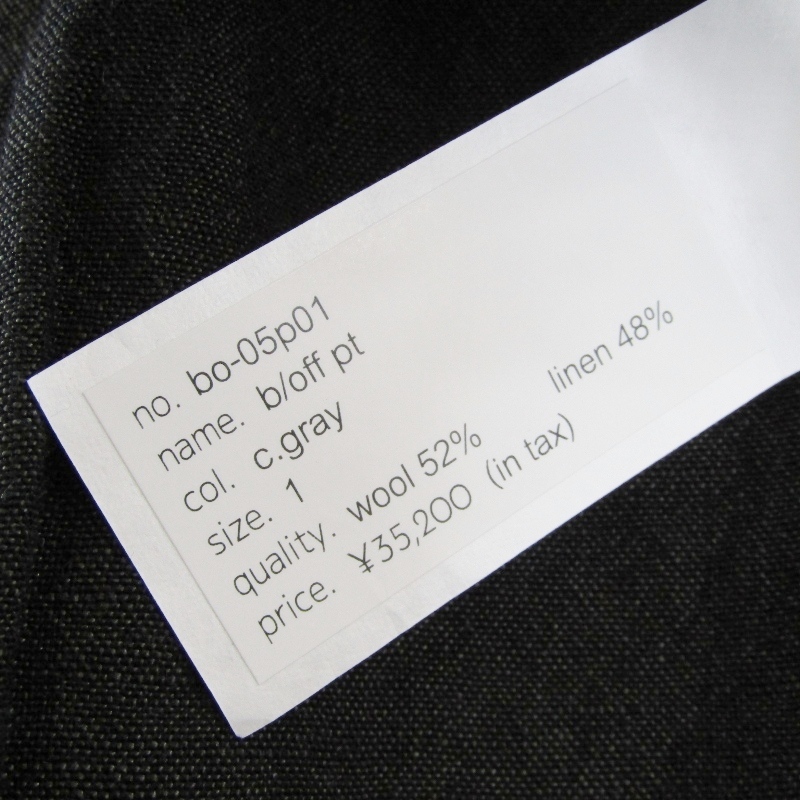 no. bo-05p01
name. b/off pt
col. c.gray
size. 1
quality. wool 52% linen 48%
price. ¥35,200 (in tax)